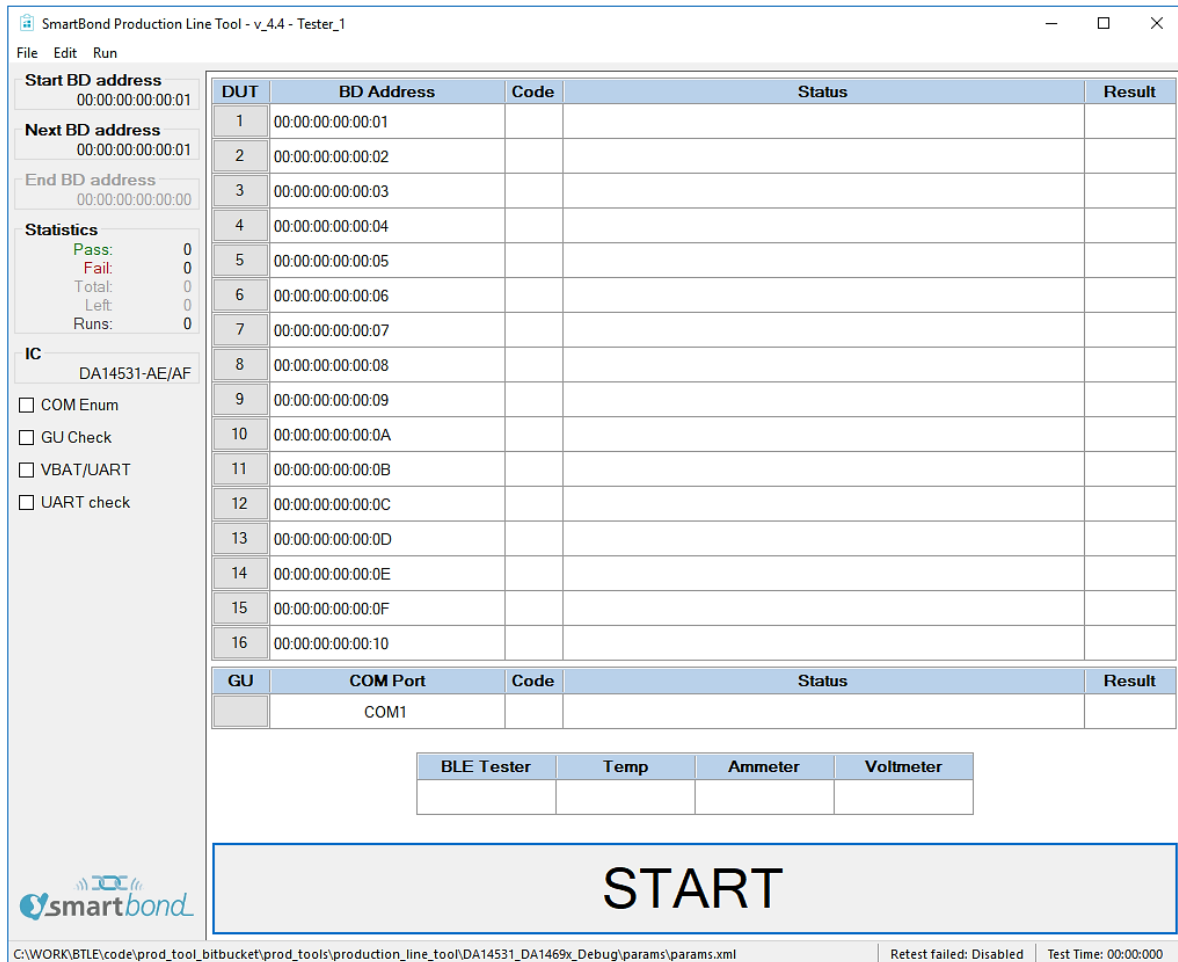 SmartBond Production Line Tool - v_4.4 - Tester_1
File Edit Run
Start BD address
00:00:00:00:00:01
Next BD address
00:00:00:00:00:01
End BD address
00:00:00:00:00:00
Statistics
Pass: 0
Fail: 0
Total: 0
Left: 0
Runs: 0
IC
DA14531-AE/AF
COM Enum
GU Check
VBAT/UART
UART check
smartbond
DUT BD Address Code Status Result
1 00:00:00:00:00:01
2 00:00:00:00:00:02
3 00:00:00:00:00:03
4 00:00:00:00:00:04
5 00:00:00:00:00:05
6 00:00:00:00:00:06
7 00:00:00:00:00:07
8 00:00:00:00:00:08
9 00:00:00:00:00:09
10 00:00:00:00:00:0A
11 00:00:00:00:00:0B
12 00:00:00:00:00:0C
13 00:00:00:00:00:0D
14 00:00:00:00:00:0E
15 00:00:00:00:00:0F
16 00:00:00:00:00:10
GU COM Port Code Status Result
COM1
BLE Tester Temp Ammeter Voltmeter
START
C:\WORK\BTLE\code\prod_tool_bitbucket\prod_tools\production_line_tool\DA14531_DA1469x_Debug\params\params.xml Retest failed: Disabled Test Time: 00:00:000